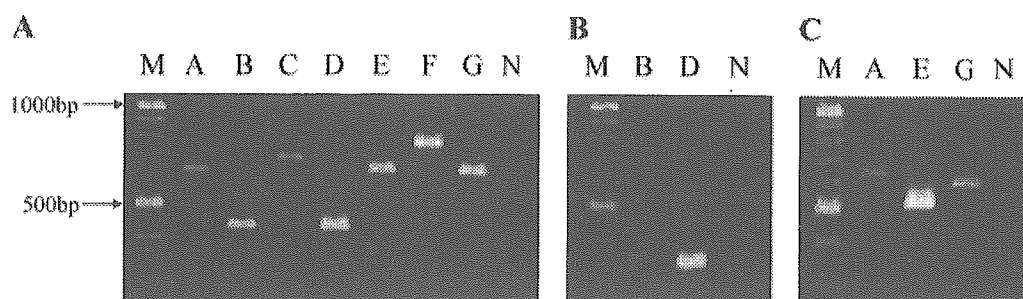 A
M A B C D E F G N
1000bp
500bp
B
M B D N
C
M A E G N